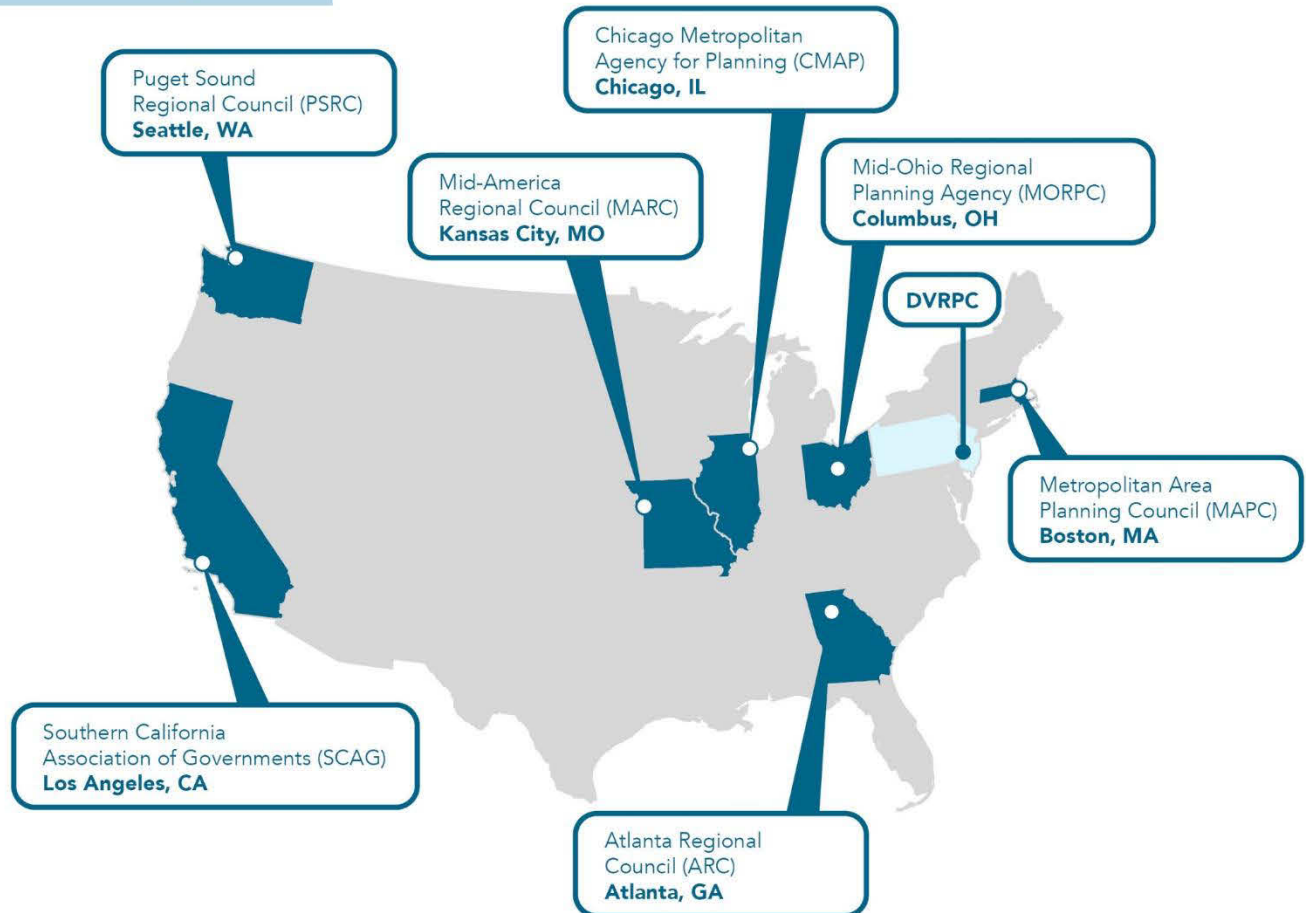 Chicago Metropolitan
Agency for Planning (CMAP)
Chicago, IL
Puget Sound
Regional Council (PSRC)
Seattle, WA
Mid-America
Regional Council (MARC)
Kansas City, MO
Mid-Ohio Regional
Planning Agency (MORPC)
Columbus, OH
DVRPC
Metropolitan Area
Planning Council (MAPC)
Boston, MA
Southern California
Association of Governments (SCAG)
Los Angeles, CA
Atlanta Regional
Council (ARC)
Atlanta, GA